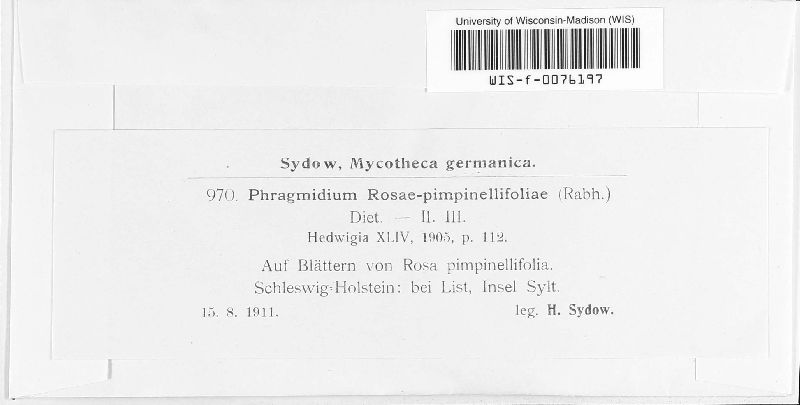 University of Wisconsin-Madison (WIS)
WIS-f-0076197
Sydow, Mycotheca germanica.
970. Phragmidium Rosae-pimpinellifoliae (Rabh.)
Diet. — II. III.
Hedwigia XLIV, 1905, p. 112.
Auf Blättern von Rosa pimpinellifolia.
Schleswig-Holstein: bei List, Insel Sylt.
15. 8. 1911. leg. H. Sydow.